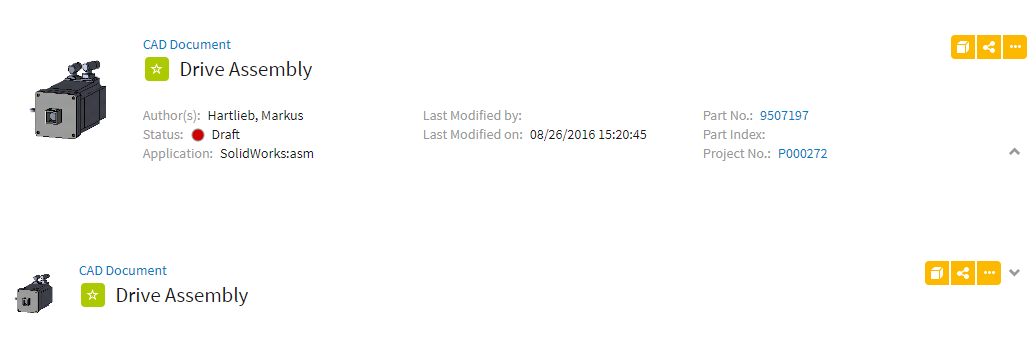 CAD Document
Drive Assembly
Author(s): Hartlieb, Markus
Last Modified by:
Part No.: 9507197
Status: Draft
Last Modified on: 08/26/2016 15:20:45
Part Index:
Application: SolidWorks:asm
Project No.: P000272
CAD Document
Drive Assembly